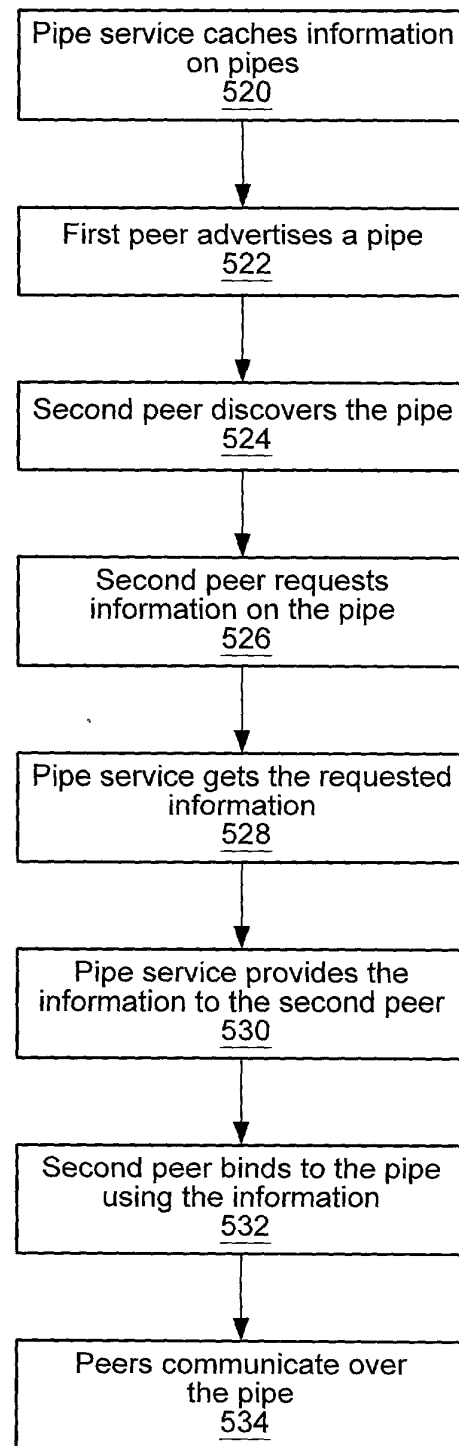 Pipe service caches information
on pipes
520
First peer advertises a pipe
522
Second peer discovers the pipe
524
Second peer requests
information on the pipe
526
Pipe service gets the requested
information
528
Pipe service provides the
information to the second peer
530
Second peer binds to the pipe
using the information
532
Peers communicate over
the pipe
534